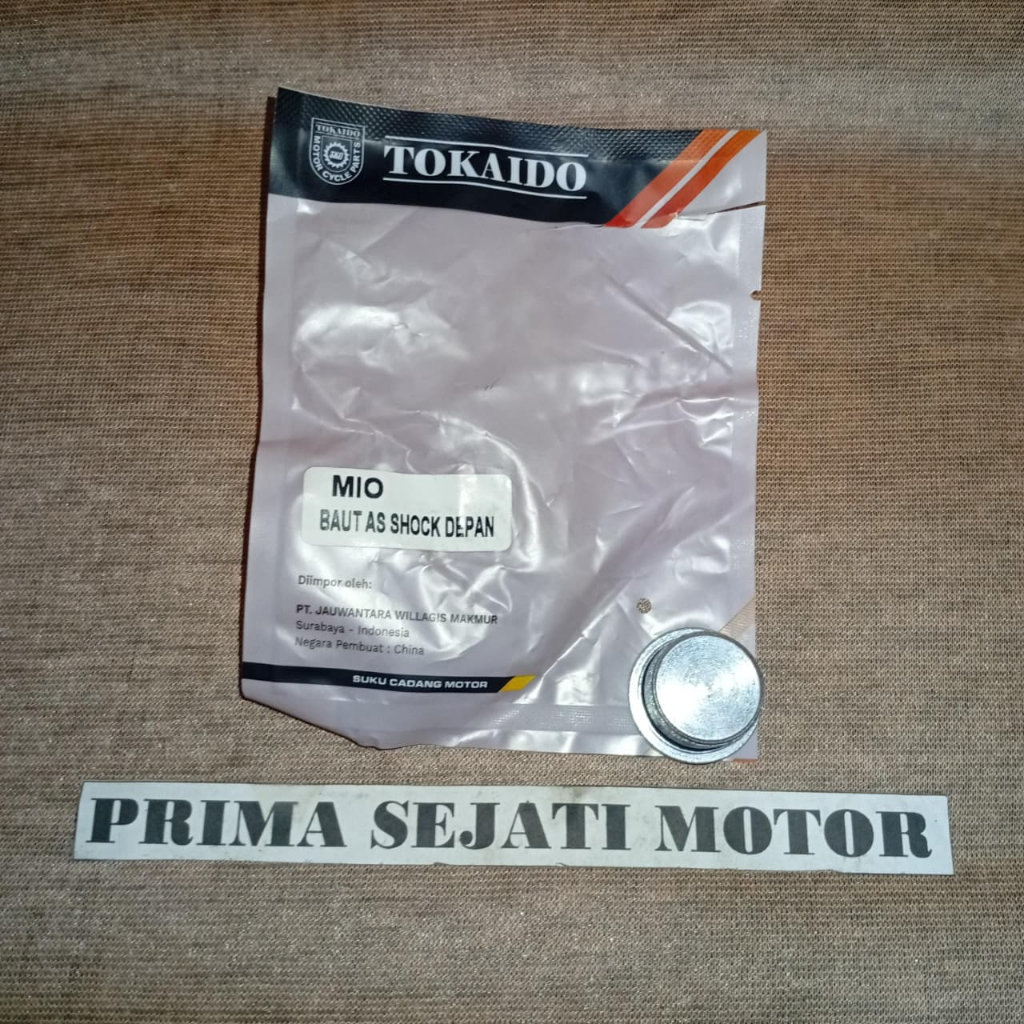 TOKAIDO
MOTOR CYCLE PARTS
TOKAIDO
MIO
BAUT AS SHOCK DEPAN
Diimpor oleh:
PT. JAUWANTARA WILLAGIS MAKMUR
Surabaya - Indonesia
Negara Pembuat : China
SUKU CADANG MOTOR
PRIMA SEJATI MOTOR